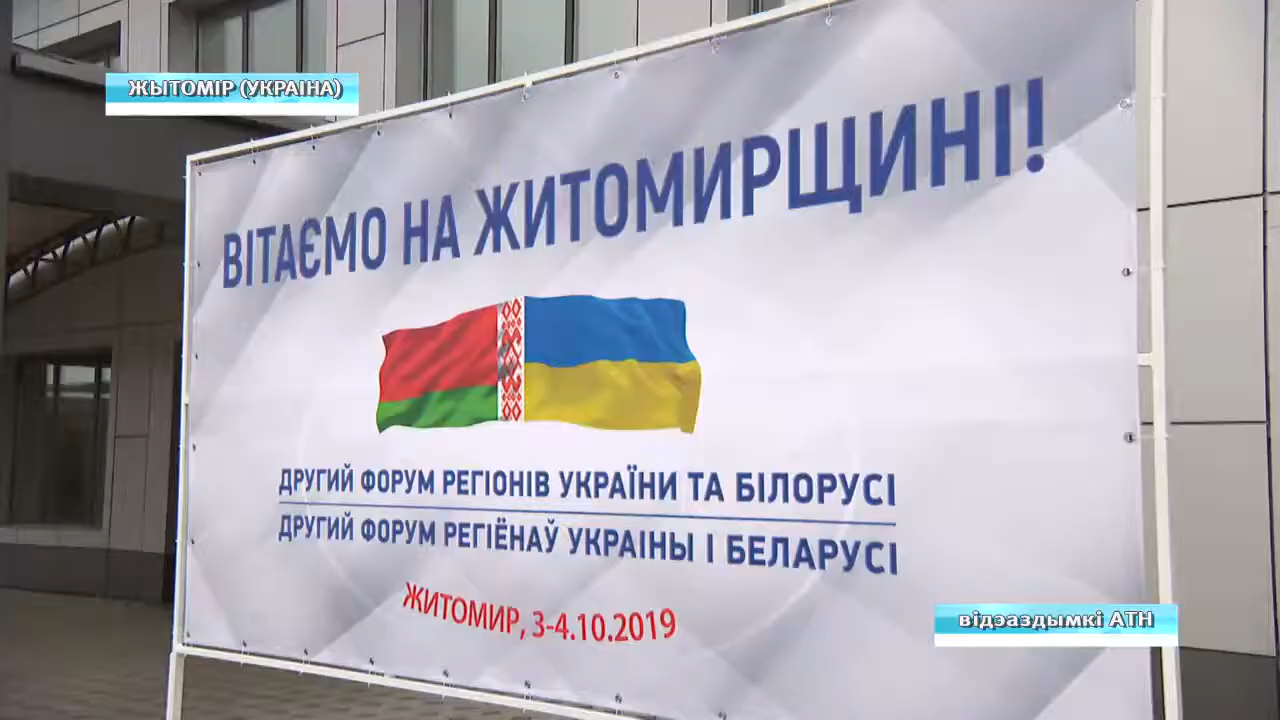 ЖЫТОМІР (УКРАІНА)
ВІТАЄМО НА ЖИТОМИРЩИНІ!
ДРУГИЙ ФОРУМ РЕГІОНІВ УКРАЇНИ ТА БІЛОРУСІ
ДРУГИЙ ФОРУМ РЕГІЁНАЎ УКРАІНЫ І БЕЛАРУСІ
ЖИТОМИР, 3-4.10.2019
відэаздымкі АТН